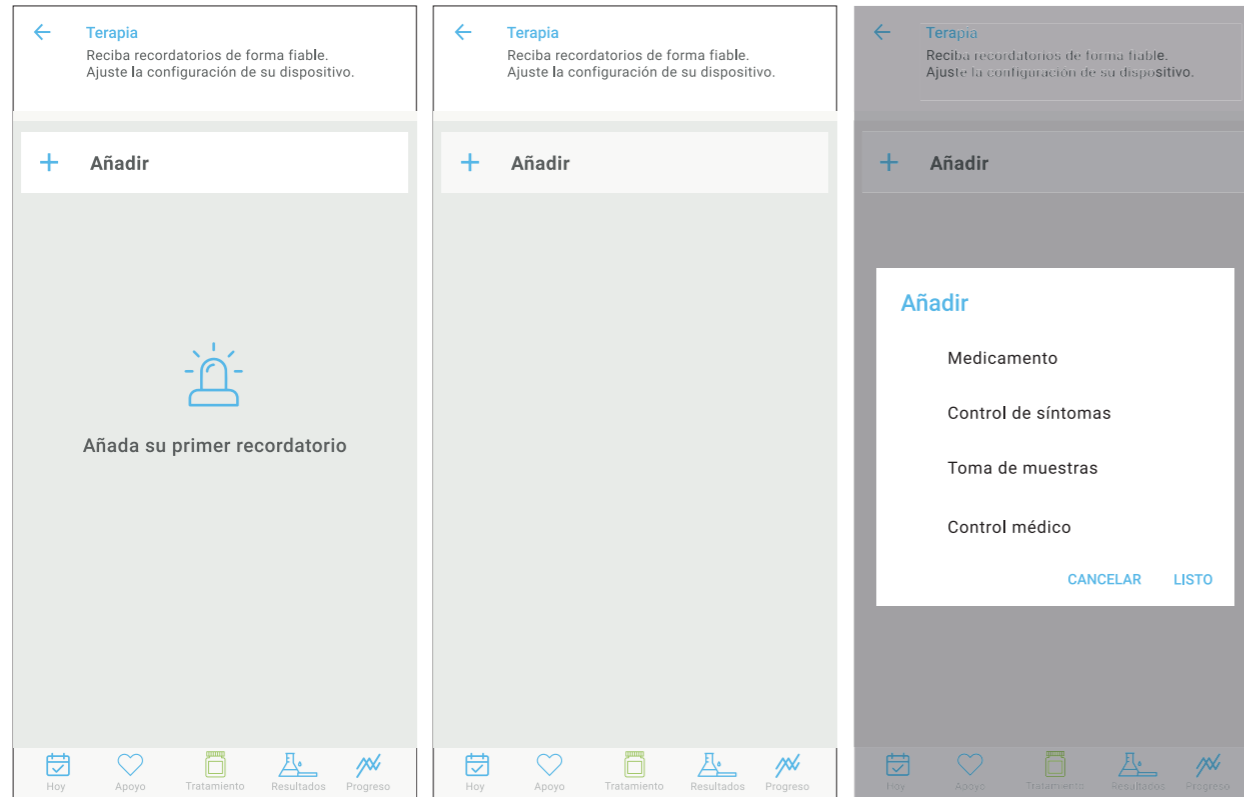 Terapia
Reciba recordatorios de forma fiable.
Ajuste la configuración de su dispositivo.
Añadir
Añada su primer recordatorio
Hoy
Apoyo
Tratamiento
Resultados
Progreso
Terapia
Reciba recordatorios de forma fiable.
Ajuste la configuración de su dispositivo.
Añadir
Hoy
Apoyo
Tratamiento
Resultados
Progreso
Terapia
Reciba recordatorios de forma fiable.
Ajuste la configuración de su dispositivo.
Añadir
Añadir
Medicamento
Control de síntomas
Toma de muestras
Control médico
CANCELAR
LISTO
Hoy
Apoyo
Tratamiento
Resultados
Progreso